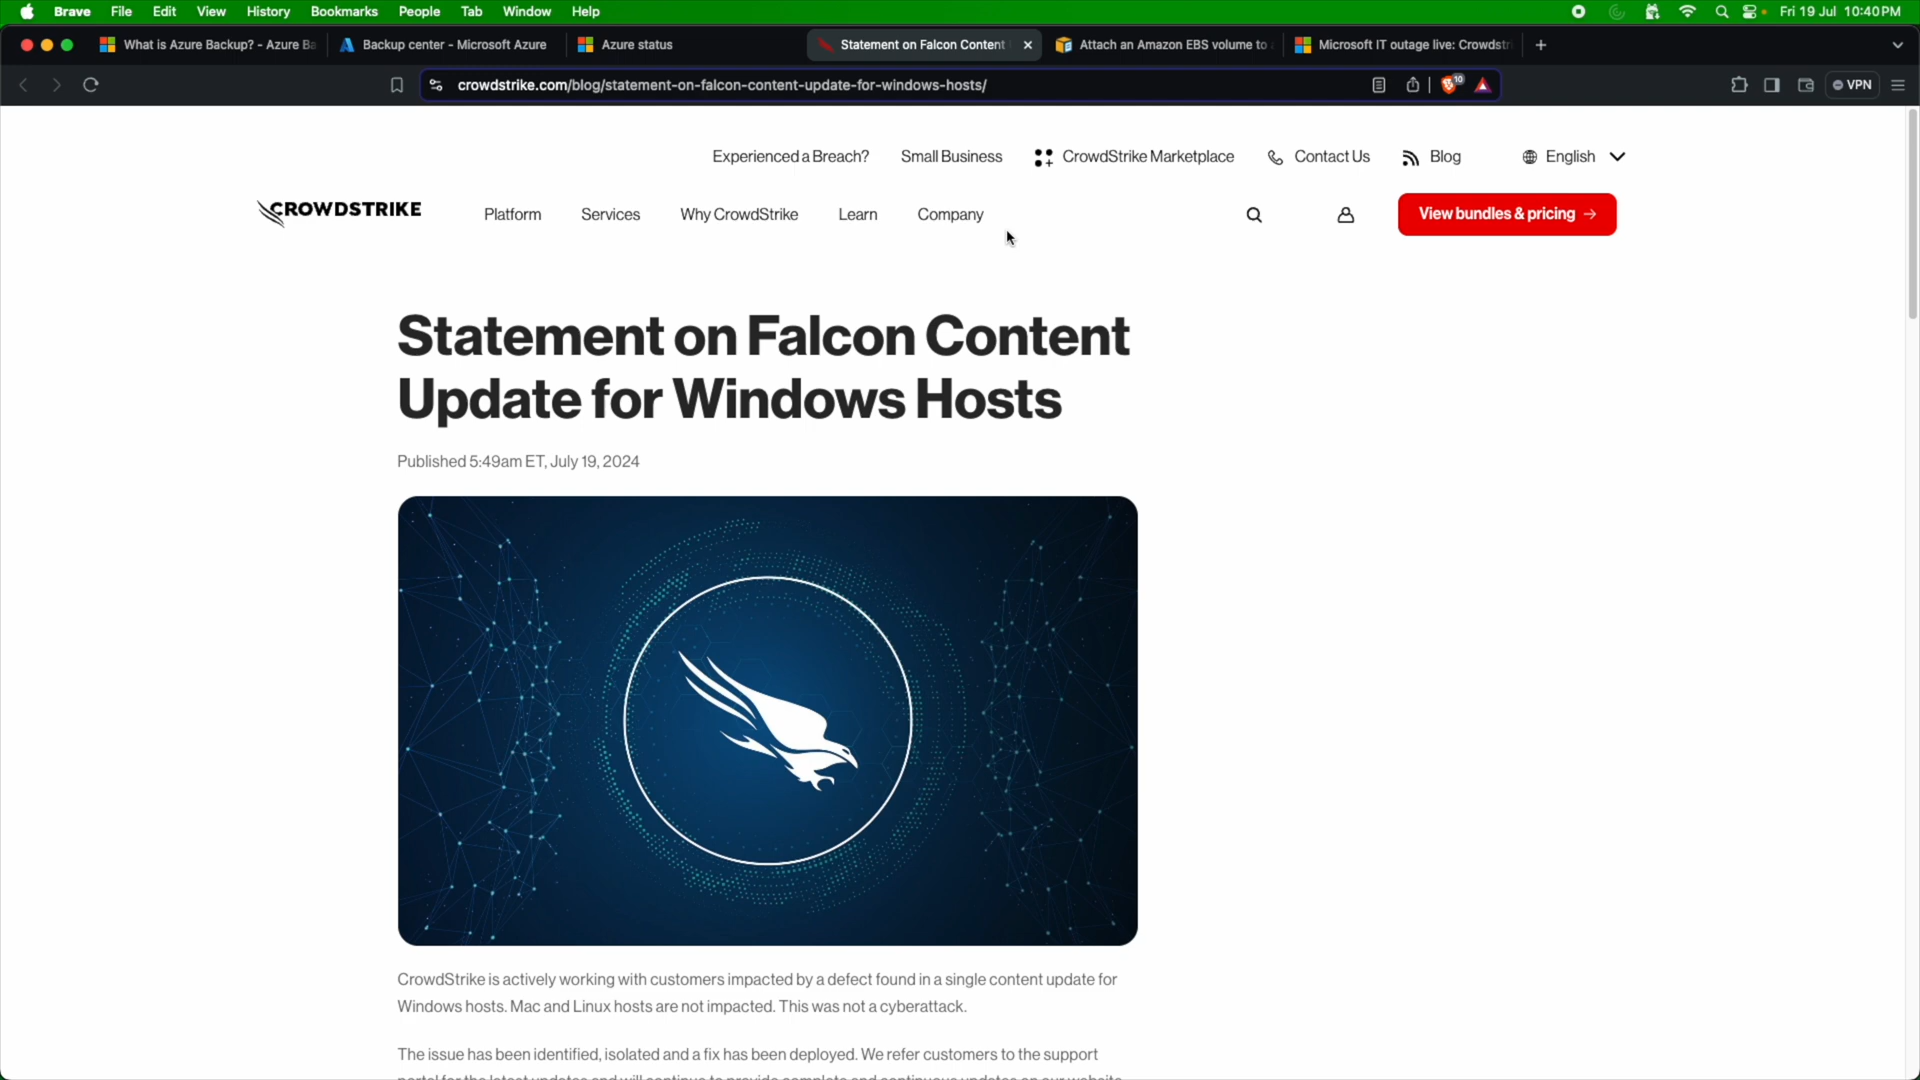 Brave File Edit View History Bookmarks People Tab Window Help Fri 19 Jul 10:40 PM
What is Azure Backup? - Azure Ba Backup center - Microsoft Azure Azure status Statement on Falcon Content Attach an Amazon EBS volume to Microsoft IT outage live: Crowdstr
crowdstrike.com/blog/statement-on-falcon-content-update-for-windows-hosts/ 10 VPN
Experienced a Breach? Small Business CrowdStrike Marketplace Contact Us Blog English
CROWDSTRIKE Platform Services Why CrowdStrike Learn Company View bundles & pricing →
Statement on Falcon Content
Update for Windows Hosts
Published 5:49am ET, July 19, 2024
CrowdStrike is actively working with customers impacted by a defect found in a single content update for
Windows hosts. Mac and Linux hosts are not impacted. This was not a cyberattack.
The issue has been identified, isolated and a fix has been deployed. We refer customers to the support